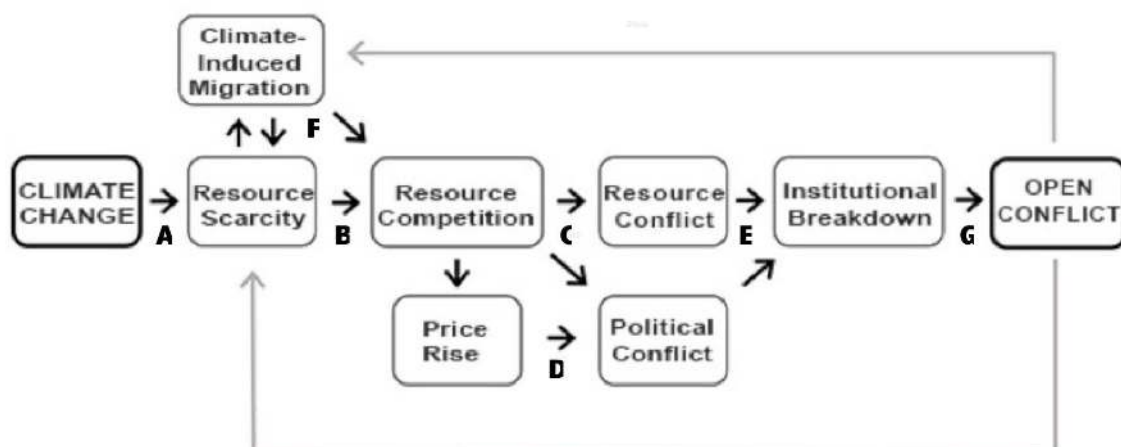 Climate-
Induced
Migration
F
CLIMATE
CHANGE
A
Resource
Scarcity
B
Resource
Competition
C
Resource
Conflict
E
Institutional
Breakdown
G
OPEN
CONFLICT
Price
Rise
D
Political
Conflict